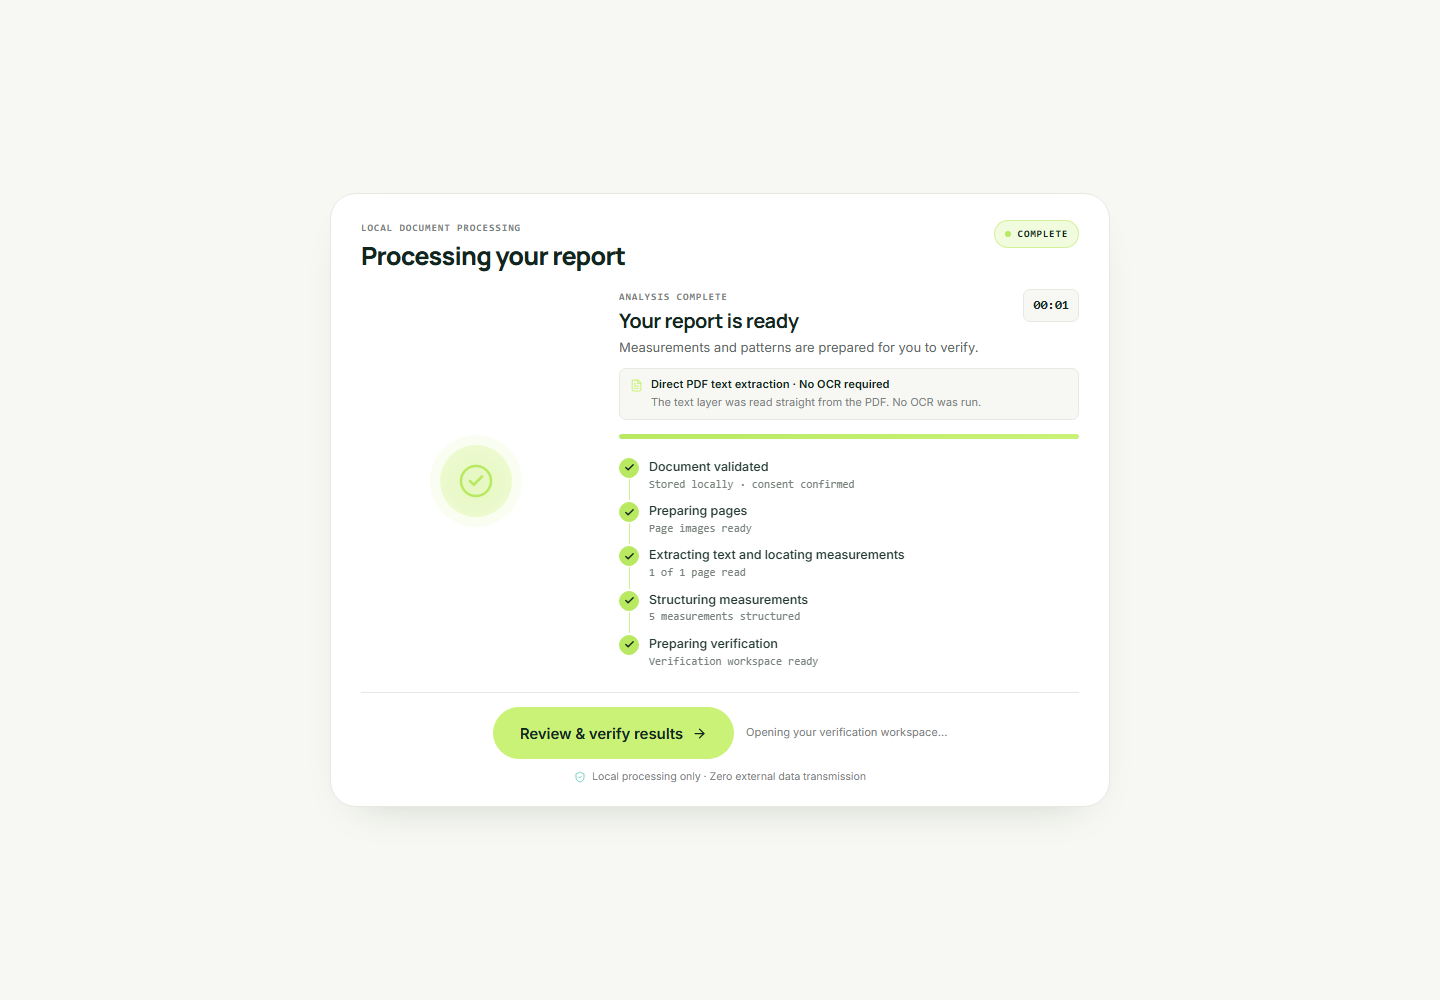 LOCAL DOCUMENT PROCESSING
Processing your report
COMPLETE
ANALYSIS COMPLETE
Your report is ready
00:01
Measurements and patterns are prepared for you to verify.
Direct PDF text extraction · No OCR required
The text layer was read straight from the PDF. No OCR was run.
Document validated
Stored locally · consent confirmed
Preparing pages
Page images ready
Extracting text and locating measurements
1 of 1 page read
Structuring measurements
5 measurements structured
Preparing verification
Verification workspace ready
Review & verify results →
Opening your verification workspace...
Local processing only · Zero external data transmission